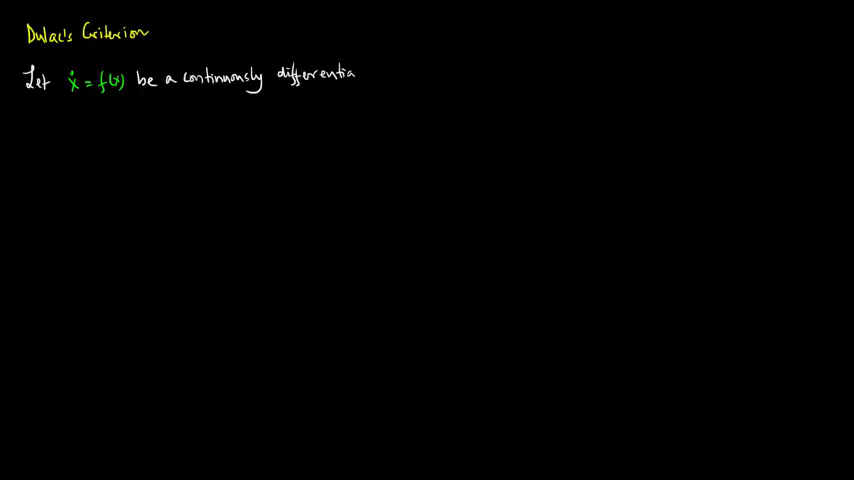 Dulac's Criterion
Let ẋ = f(x) be a continuously differentia